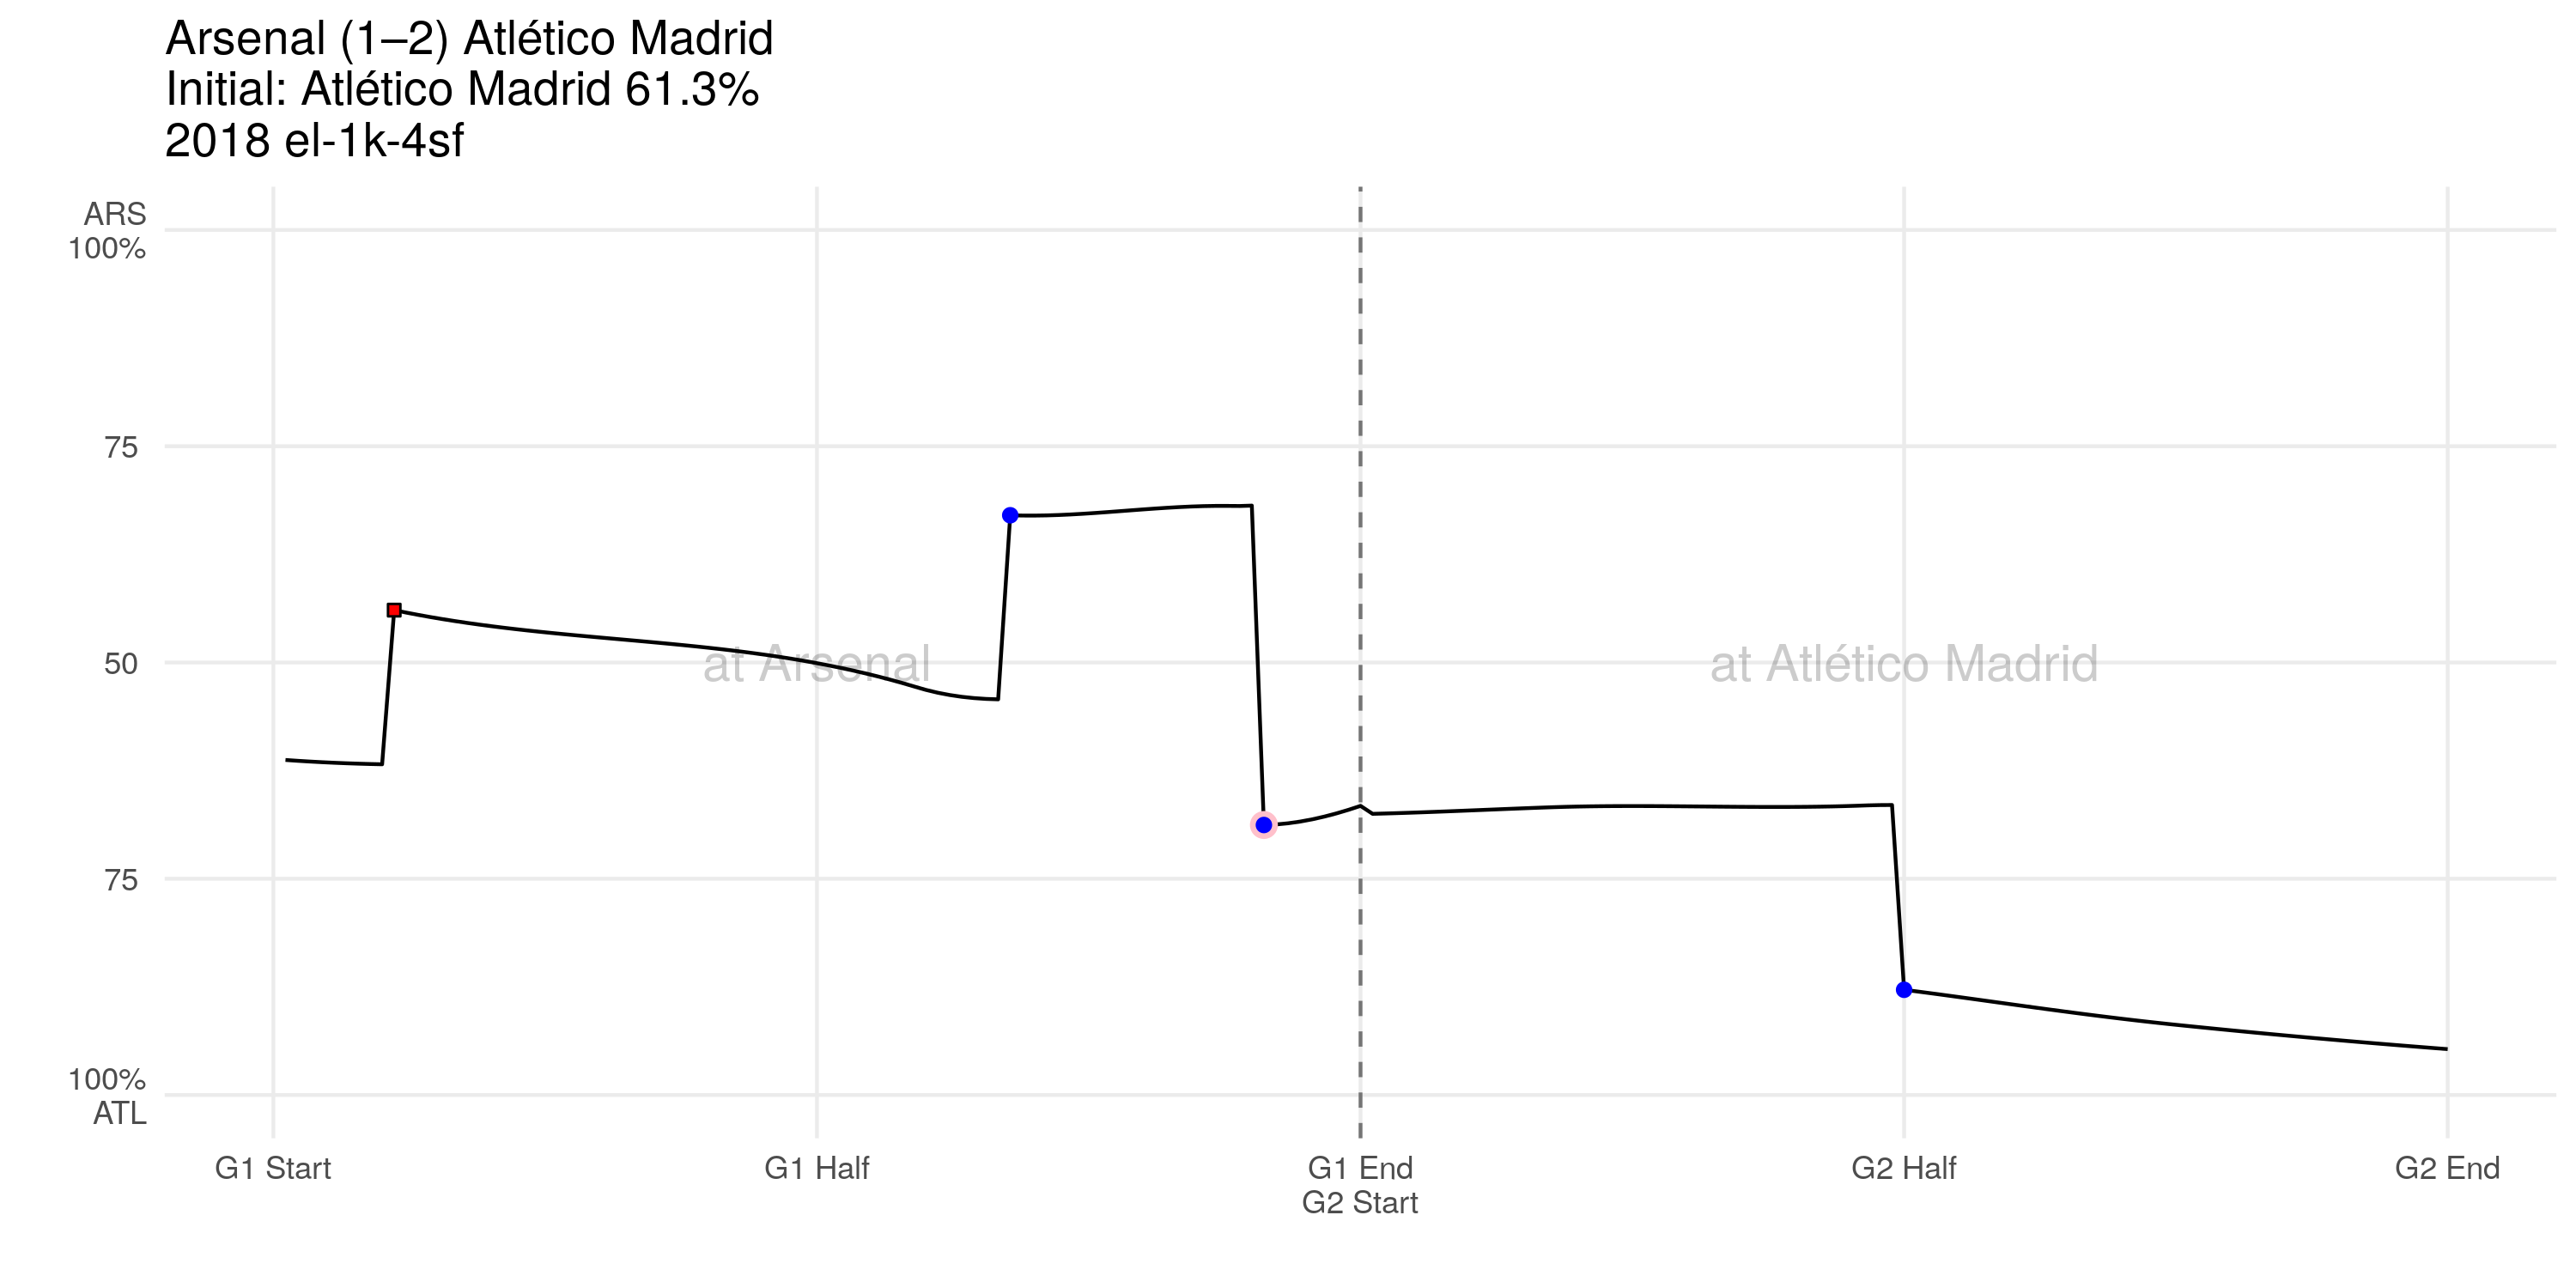 Arsenal (1–2) Atlético Madrid
Initial: Atlético Madrid 61.3%
2018 el-1k-4sf
ARS
100%
75
50
75
100%
ATL
at Arsenal
at Atlético Madrid
G1 Start
G1 Half
G1 End
G2 Start
G2 Half
G2 End